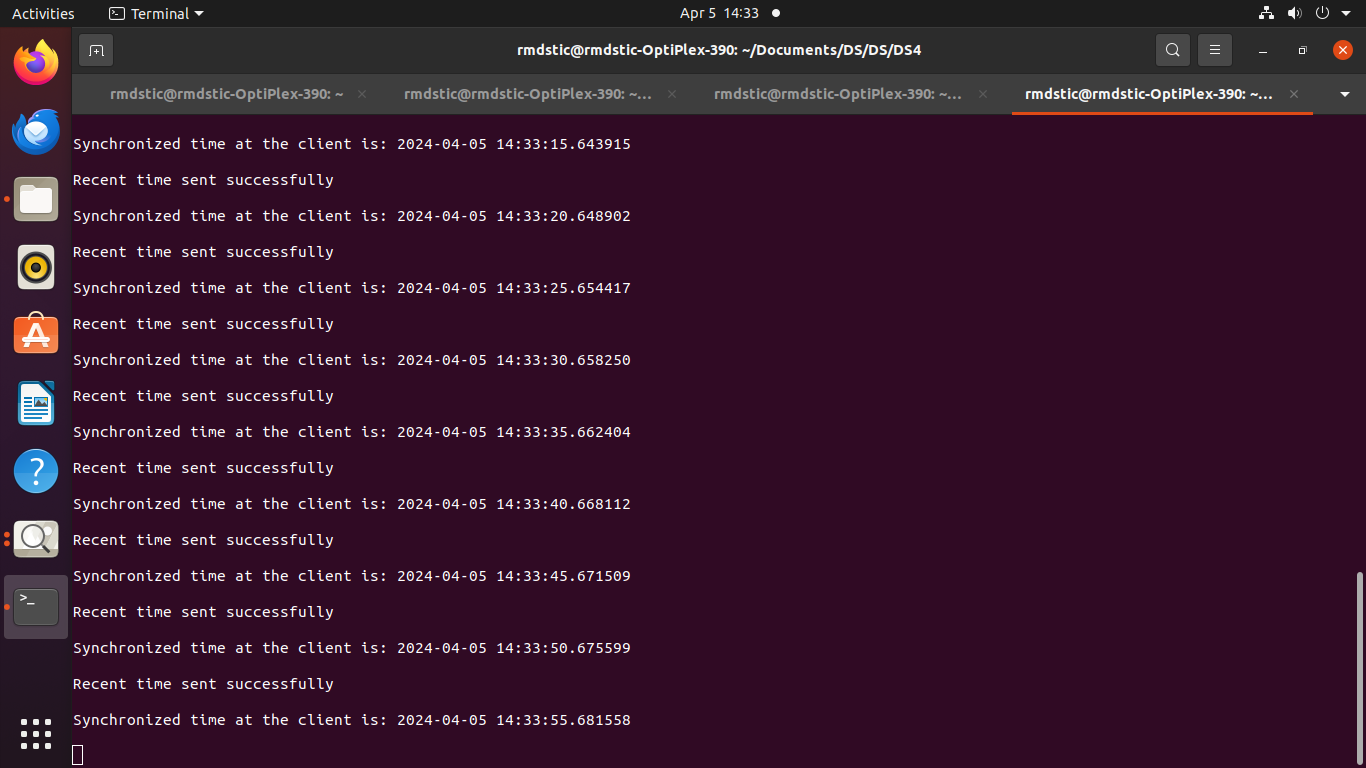 Activities Terminal Apr 5 14:33
rmdstic@rmdstic-OptiPlex-390: ~/Documents/DS/DS/DS4
rmdstic@rmdstic-OptiPlex-390: ~ rmdstic@rmdstic-OptiPlex-390: ~... rmdstic@rmdstic-OptiPlex-390: ~... rmdstic@rmdstic-OptiPlex-390: ~...
Synchronized time at the client is: 2024-04-05 14:33:15.643915
Recent time sent successfully
Synchronized time at the client is: 2024-04-05 14:33:20.648902
Recent time sent successfully
Synchronized time at the client is: 2024-04-05 14:33:25.654417
Recent time sent successfully
Synchronized time at the client is: 2024-04-05 14:33:30.658250
Recent time sent successfully
Synchronized time at the client is: 2024-04-05 14:33:35.662404
Recent time sent successfully
Synchronized time at the client is: 2024-04-05 14:33:40.668112
Recent time sent successfully
Synchronized time at the client is: 2024-04-05 14:33:45.671509
Recent time sent successfully
Synchronized time at the client is: 2024-04-05 14:33:50.675599
Recent time sent successfully
Synchronized time at the client is: 2024-04-05 14:33:55.681558